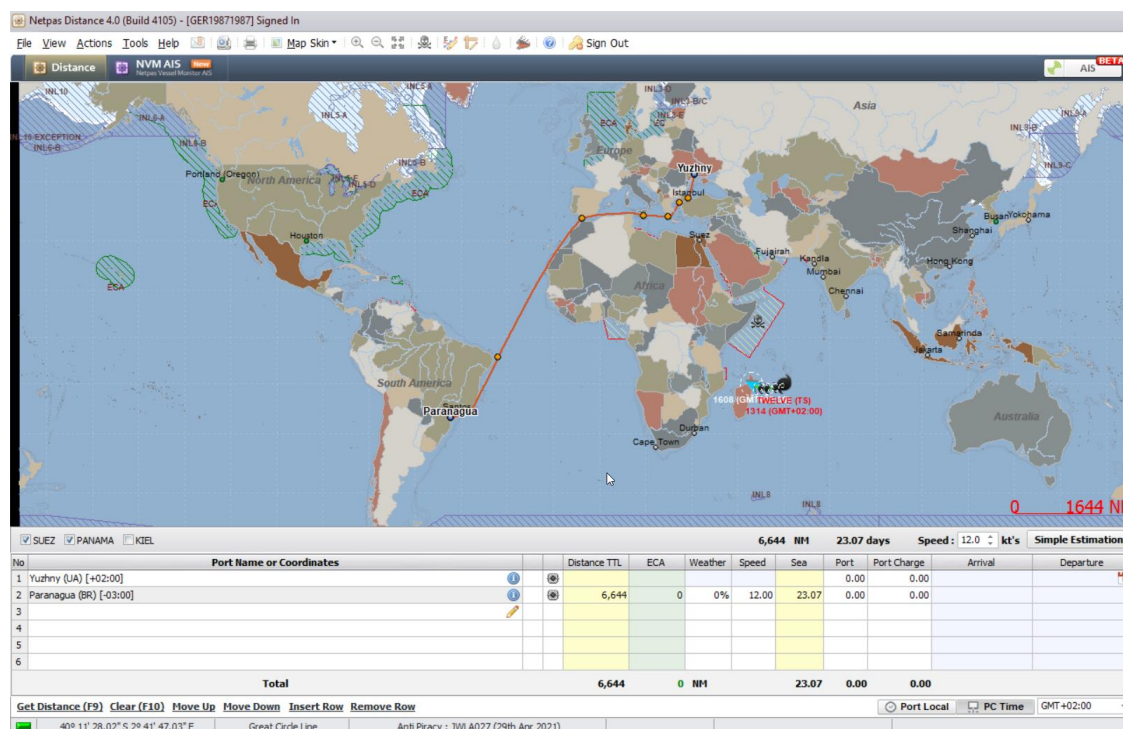 Netpas Distance 4.0 (Build 4105) - [GER19871987] Signed In
File View Actions Tools Help Map Skin Sign Out
Distance NVM AIS New Netpas Vessel Monitor AIS AIS BETA
INL10
INL6-A
INL5-A
INL5-A
INL3-D
INL3-B/C
INL3-E
ECA
EC
Asia
INL9-B
INL9-A
INL10-EXCEPTION
INL6-B
INL6-B
INL5-B
Europe
INL9-C
Portland (Oregon)
North America
ECA
Yuzhny
Istanbul
Houston
Suez
Fujairah
Kandla
Mumbai
Chennai
Busan
Yokohama
Shanghai
Hong Kong
ECA
Africa
Samarinda
Jakarta
South America
Santos
Paranagua
1608 (GMT
TWELVE (TS)
1314 (GMT+02:00)
Australia
Cape Town
Durban
INL8
INL8
0 1644 N
SUEZ PANAMA KIEL 6,644 NM 23.07 days Speed : 12.0 kt's Simple Estimation
No Port Name or Coordinates Distance TTL ECA Weather Speed Sea Port Port Charge Arrival Departure
1 Yuzhny (UA) [+02:00] 0.00 0.00
2 Paranagua (BR) [-03:00] 6,644 0 0% 12.00 23.07 0.00 0.00
3
4
5
6
Total 6,644 0 NM 23.07 0.00 0.00
Get Distance (F9) Clear (F10) Move Up Move Down Insert Row Remove Row Port Local PC Time GMT+02:00
40º 11' 28.02" S 2º 41' 47.03" E Great Circle Line Anti Piracy : JWLA027 (29th Apr 2021)